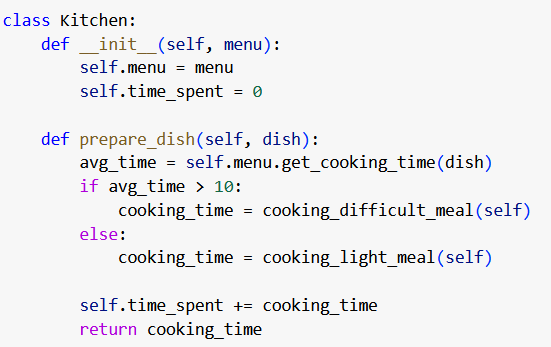 class Kitchen:
    def __init__(self, menu):
        self.menu = menu
        self.time_spent = 0

    def prepare_dish(self, dish):
        avg_time = self.menu.get_cooking_time(dish)
        if avg_time > 10:
            cooking_time = cooking_difficult_meal(self)
        else:
            cooking_time = cooking_light_meal(self)

        self.time_spent += cooking_time
        return cooking_time